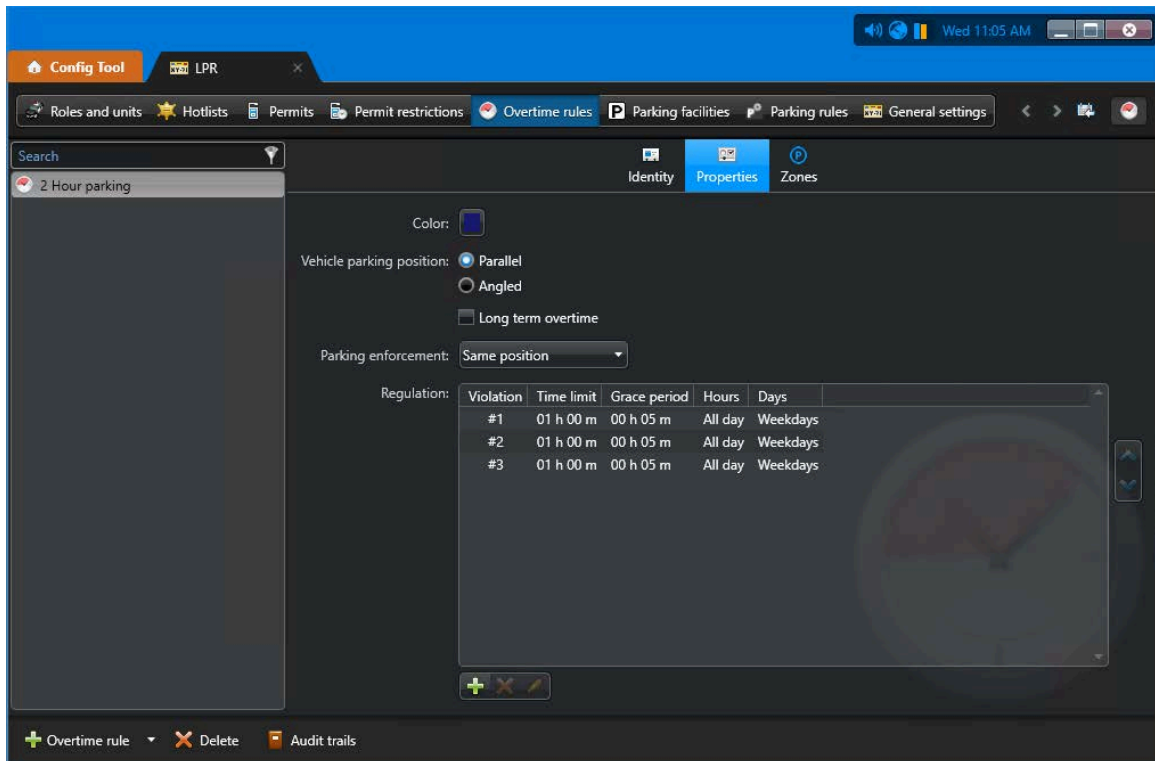 Wed 11:05 AM
Config Tool LPR
Roles and units Hotlists Permits Permit restrictions Overtime rules Parking facilities Parking rules General settings
Search
2 Hour parking
Identity Properties Zones
Color:
Vehicle parking position: Parallel
Angled
Long term overtime
Parking enforcement: Same position
Regulation:
Violation Time limit Grace period Hours Days
#1 01 h 00 m 00 h 05 m All day Weekdays
#2 01 h 00 m 00 h 05 m All day Weekdays
#3 01 h 00 m 00 h 05 m All day Weekdays
Overtime rule Delete Audit trails